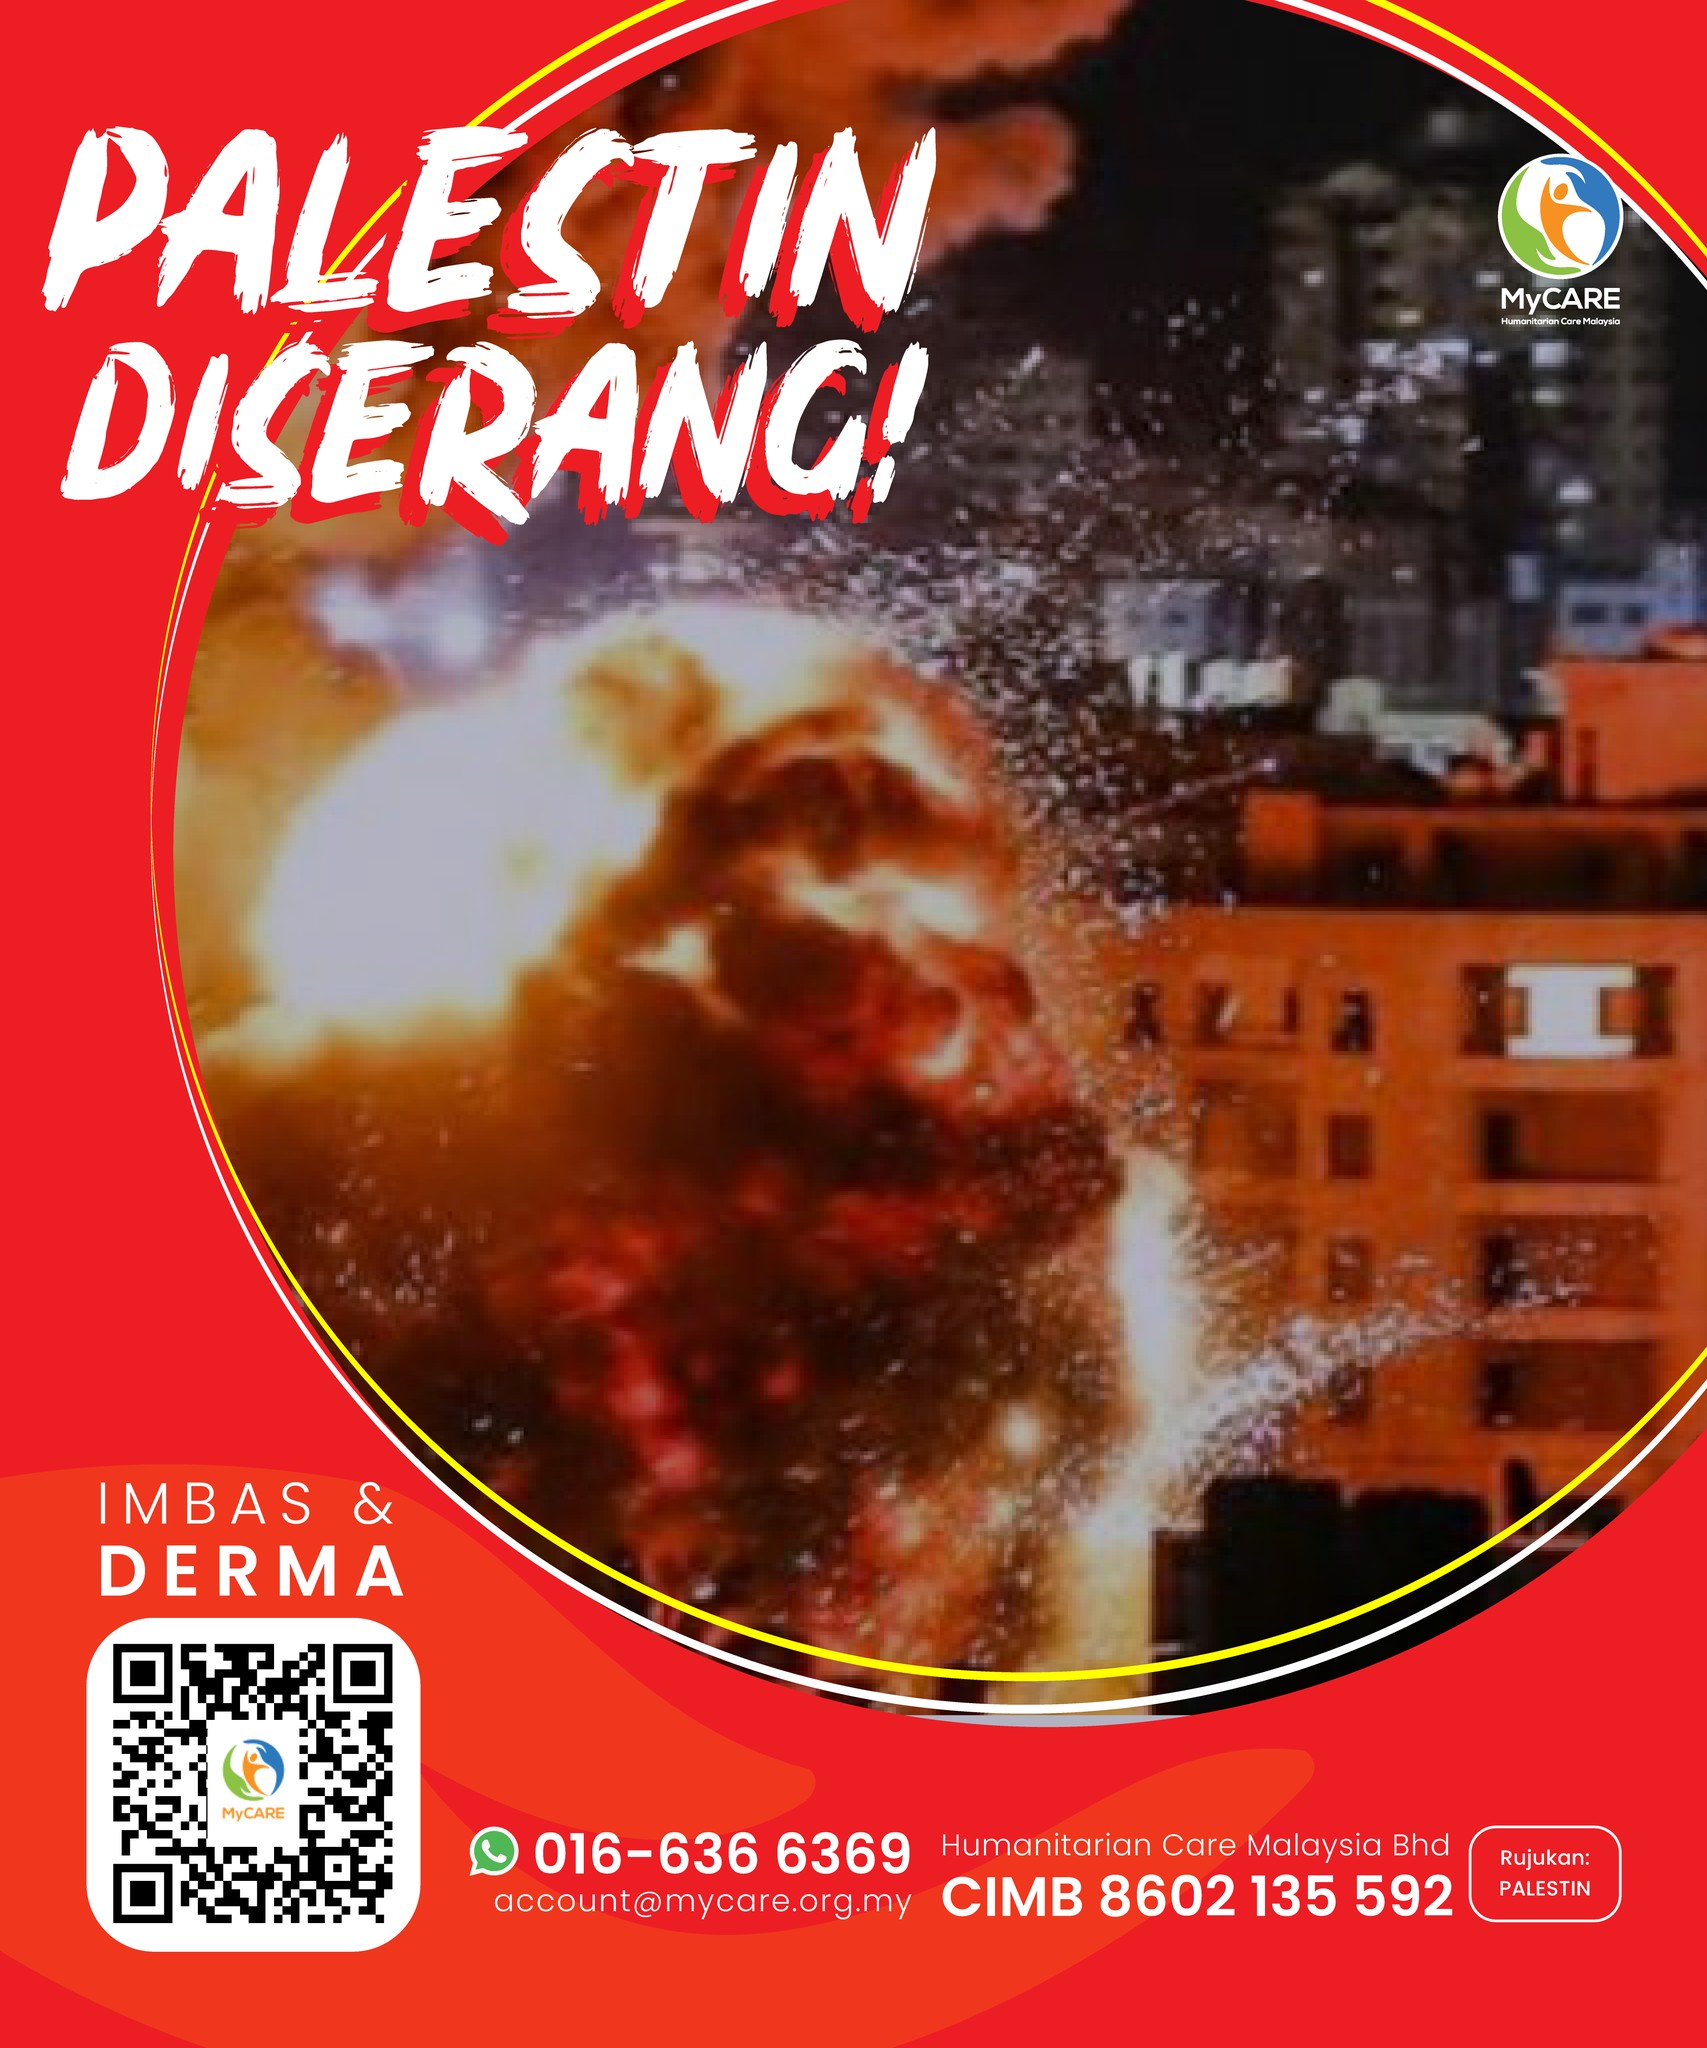 PALESTIN
DISERANG!
MyCARE
Humanitarian Care Malaysia
IMBAS &
DERMA
MyCARE
016-636 6369
account@mycare.org.my
Humanitarian Care Malaysia Bhd
CIMB 8602 135 592
Rujukan:
PALESTIN